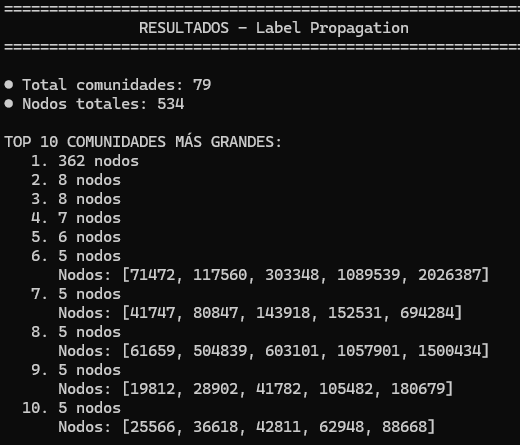 RESULTADOS - Label Propagation
● Total comunidades: 79
● Nodos totales: 534
TOP 10 COMUNIDADES MÁS GRANDES:
1. 362 nodos
2. 8 nodos
3. 8 nodos
4. 7 nodos
5. 6 nodos
6. 5 nodos
Nodos: [71472, 117560, 303348, 1089539, 2026387]
7. 5 nodos
Nodos: [41747, 80847, 143918, 152531, 694284]
8. 5 nodos
Nodos: [61659, 504839, 603101, 1057901, 1500434]
9. 5 nodos
Nodos: [19812, 28902, 41782, 105482, 180679]
10. 5 nodos
Nodos: [25566, 36618, 42811, 62948, 88668]